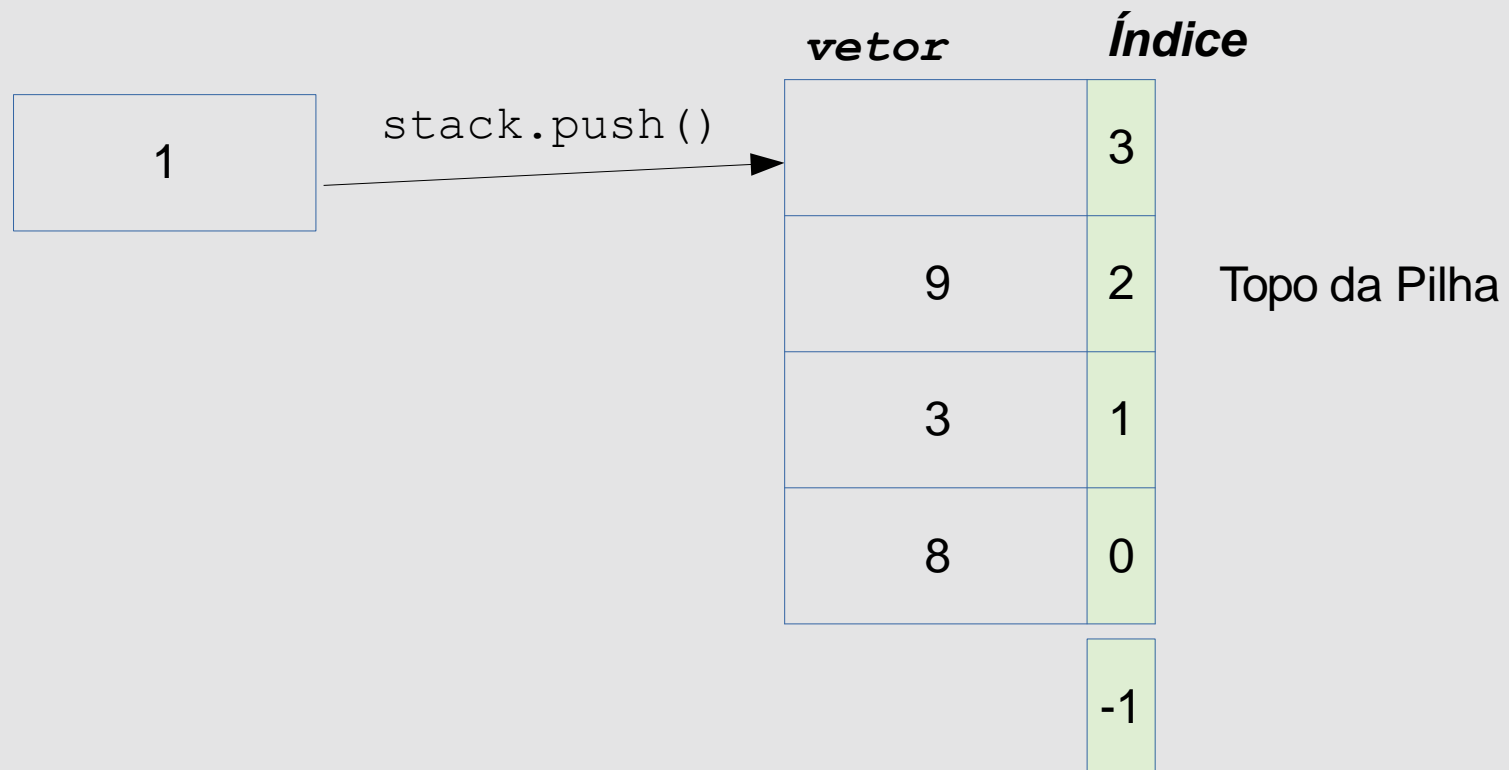 vetor Índice
1 stack.push() 3
9 2 Topo da Pilha
3 1
8 0
-1